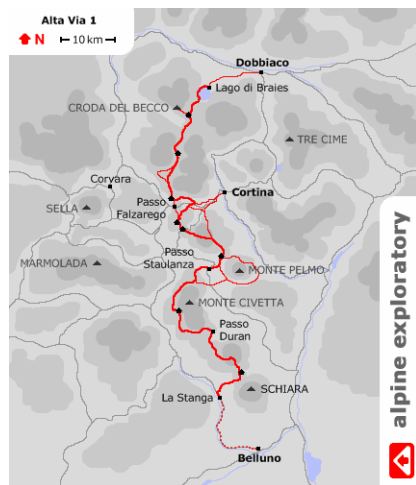 Alta Via 1
N 10 km
Dobbiaco
Lago di Braies
CRODA DEL BECCO
TRE CIME
Corvara
Cortina
Passo
Falzarego
SELLA
Passo
Staulanza
MARMOLADA
MONTE PELMO
MONTE CIVETTA
Passo
Duran
SCHIARA
La Stanga
Belluno
alpine exploratory